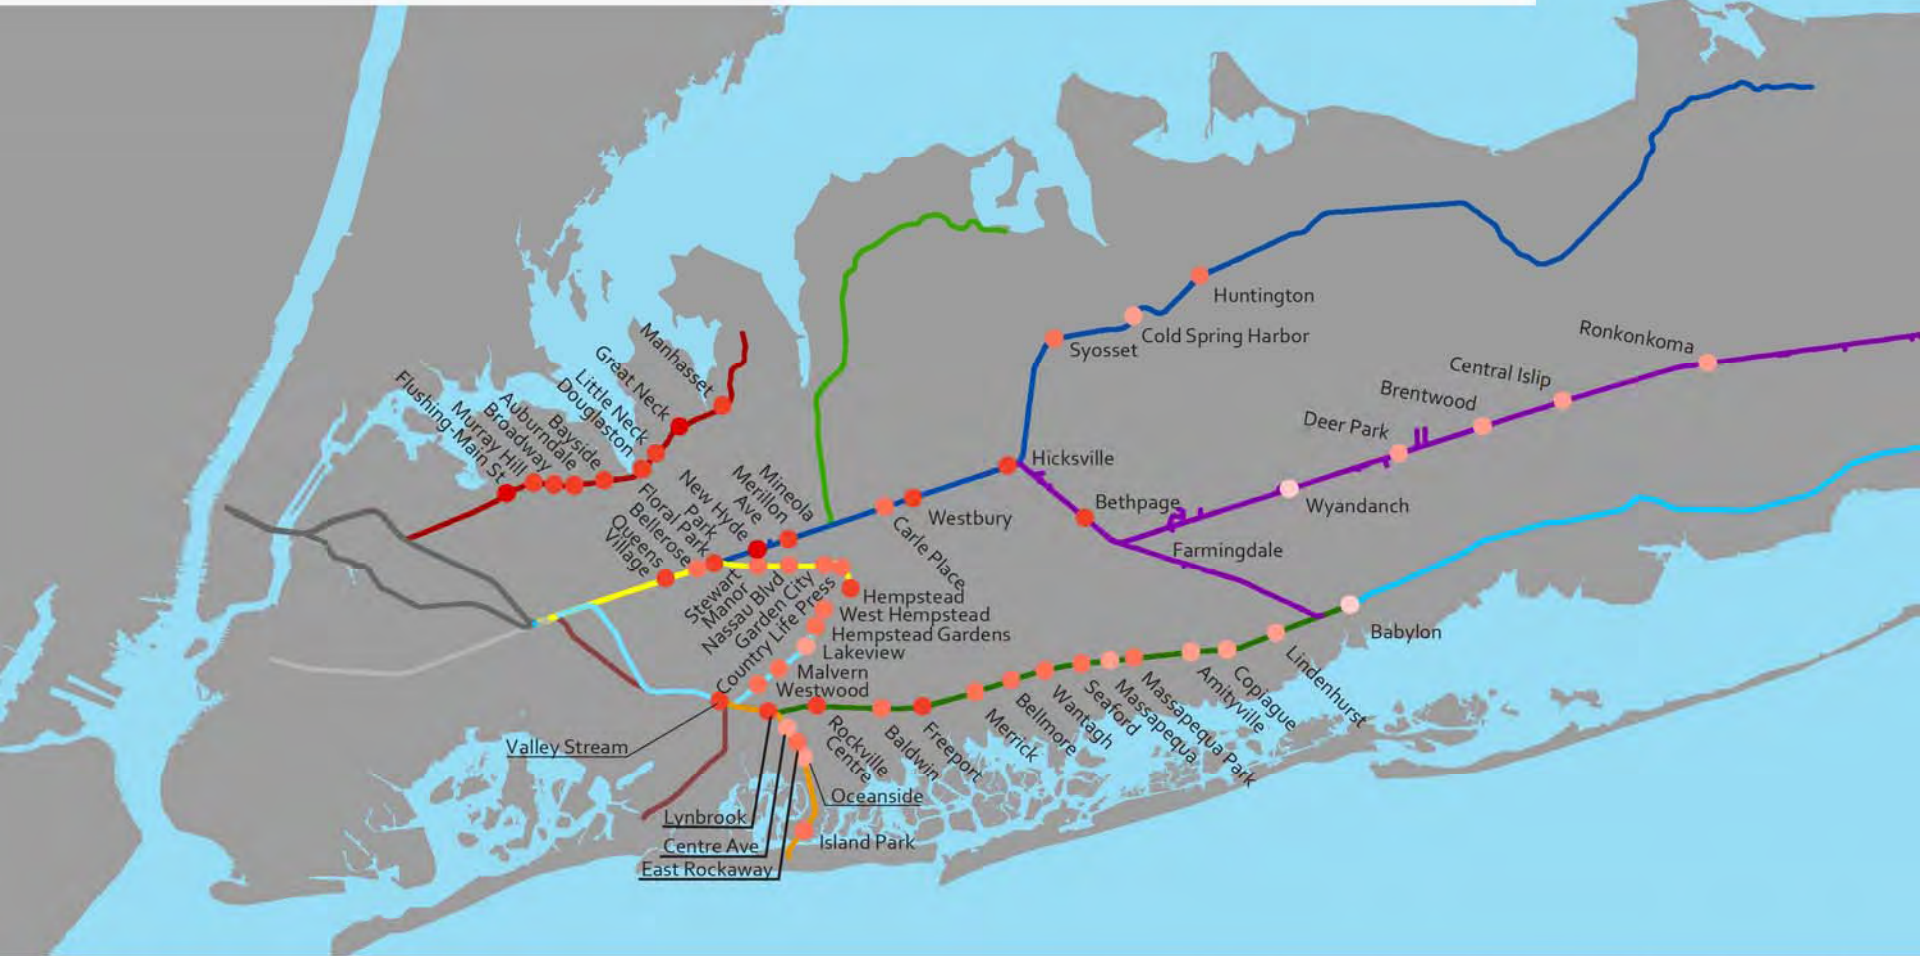 Manhasset
Great Neck
Little Neck
Douglaston
Bayside
Auburndale
Broadway
Murray Hill
Flushing-Main St
Mineola
Merillon
Ave
New Hyde
Park
Floral Park
Bellerose
Queens
Village
Stewart
Manor
Nassau Blvd
Garden City
Country Life Press
Hempstead
West Hempstead
Hempstead Gardens
Lakeview
Malvern
Westwood
Valley Stream
Lynbrook
Centre Ave
East Rockaway
Oceanside
Island Park
Rockville
Centre
Baldwin
Freeport
Merrick
Bellmore
Wantagh
Seaford
Massapequa
Massapequa Park
Amityville
Copiague
Lindenhurst
Babylon
Carle Place
Westbury
Hicksville
Syosset
Cold Spring Harbor
Huntington
Bethpage
Farmingdale
Wyandanch
Deer Park
Brentwood
Central Islip
Ronkonkoma